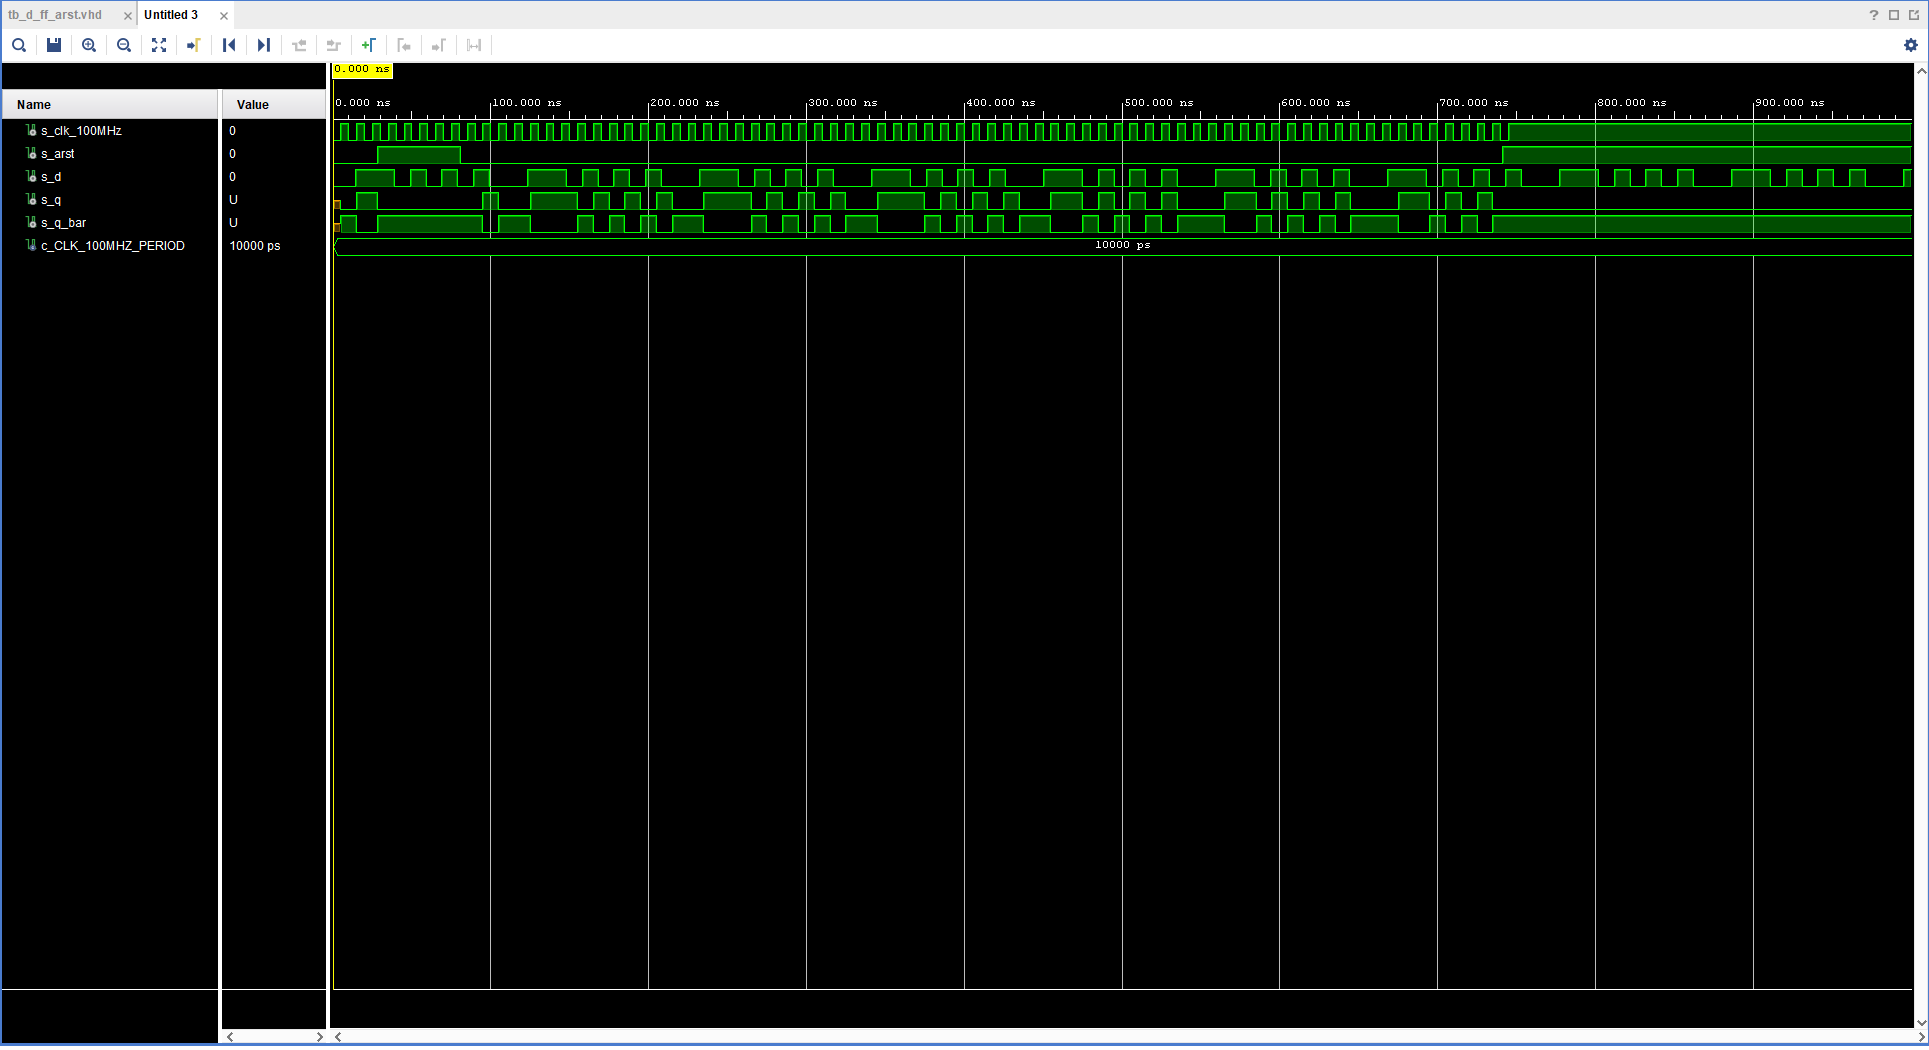 tb_d_ff_arst.vhd × Untitled 3 ×
?
0.000 ns
Name Value
0.000 ns 100.000 ns 200.000 ns 300.000 ns 400.000 ns 500.000 ns 600.000 ns 700.000 ns 800.000 ns 900.000 ns
s_clk_100MHz 0
s_arst 0
s_d 0
s_q U
s_q_bar U
c_CLK_100MHZ_PERIOD 10000 ps 10000 ps